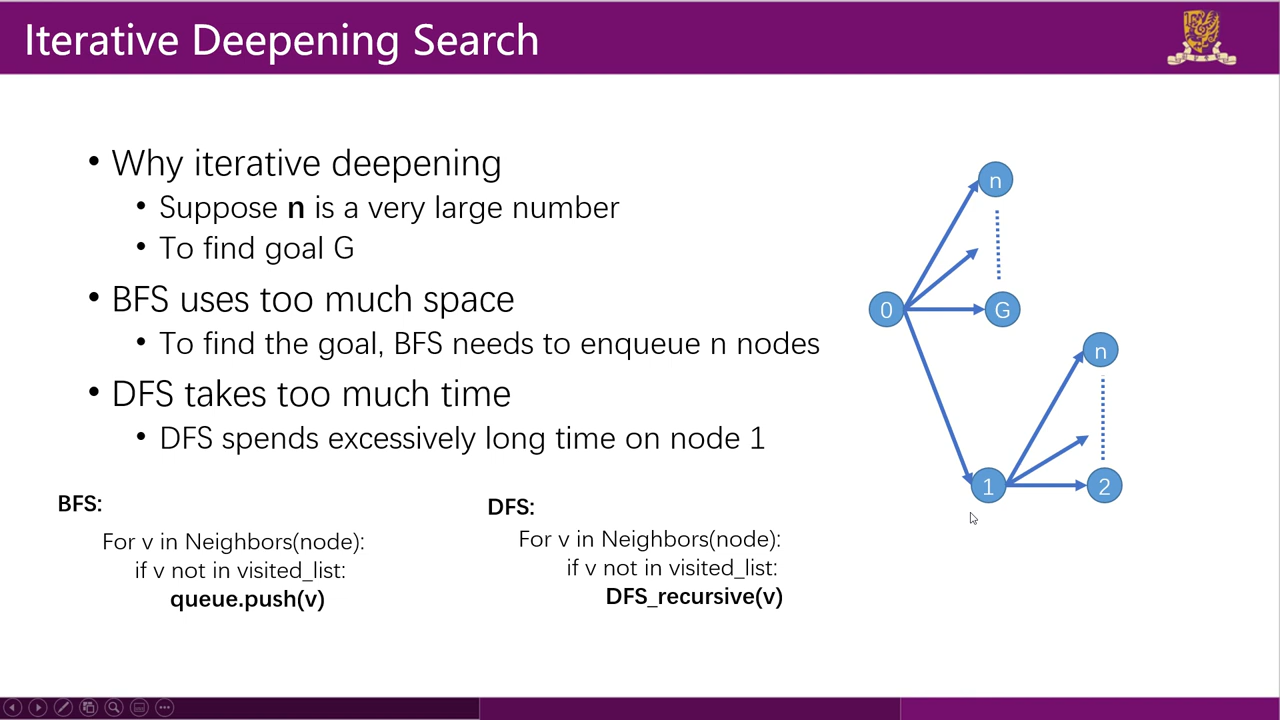 Iterative Deepening Search
• Why iterative deepening
• Suppose n is a very large number
• To find goal G
• BFS uses too much space
• To find the goal, BFS needs to enqueue n nodes
• DFS takes too much time
• DFS spends excessively long time on node 1
BFS:
For v in Neighbors(node):
if v not in visited_list:
queue.push(v)
DFS:
For v in Neighbors(node):
if v not in visited_list:
DFS_recursive(v)
n
0
G
n
1
2